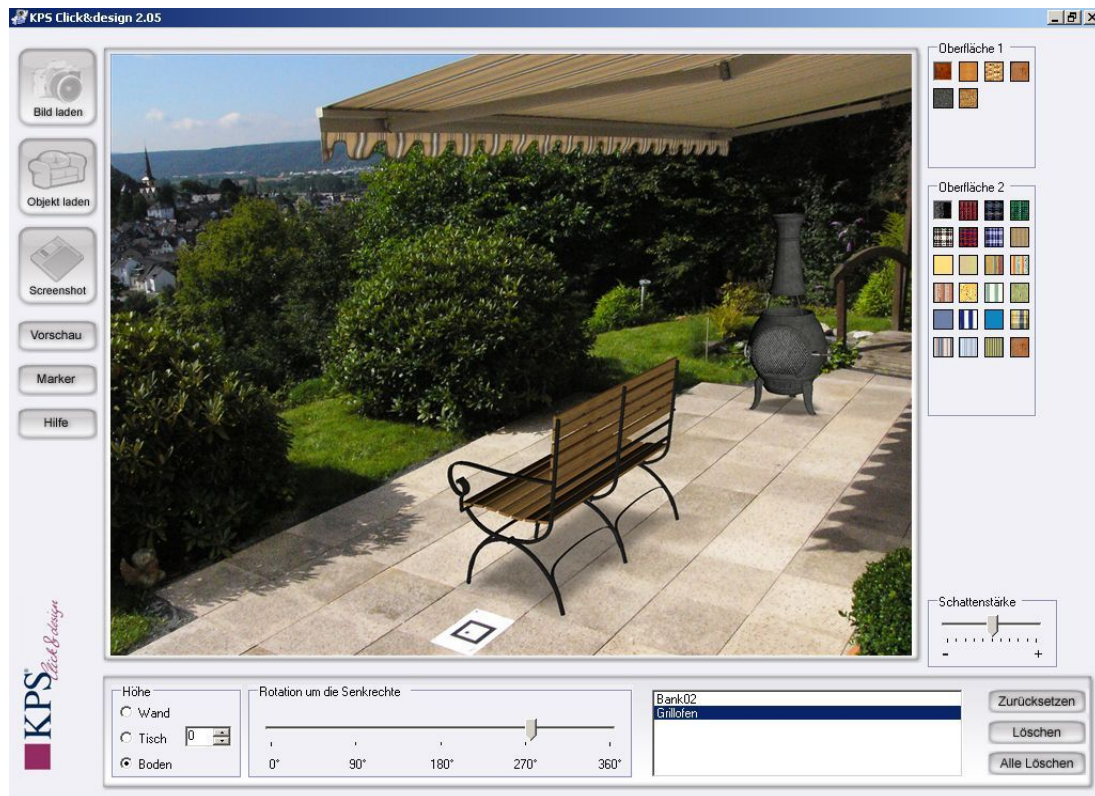 KPS Click&design 2.05
Bild laden
Objekt laden
Screenshot
Vorschau
Marker
Hilfe
KPS® Click & design
Oberfläche 1
Oberfläche 2
Schattenstärke
- +
Höhe
Wand
Tisch 0
Boden
Rotation um die Senkrechte
0° 90° 180° 270° 360°
Bank02
Grillofen
Zurücksetzen
Löschen
Alle Löschen